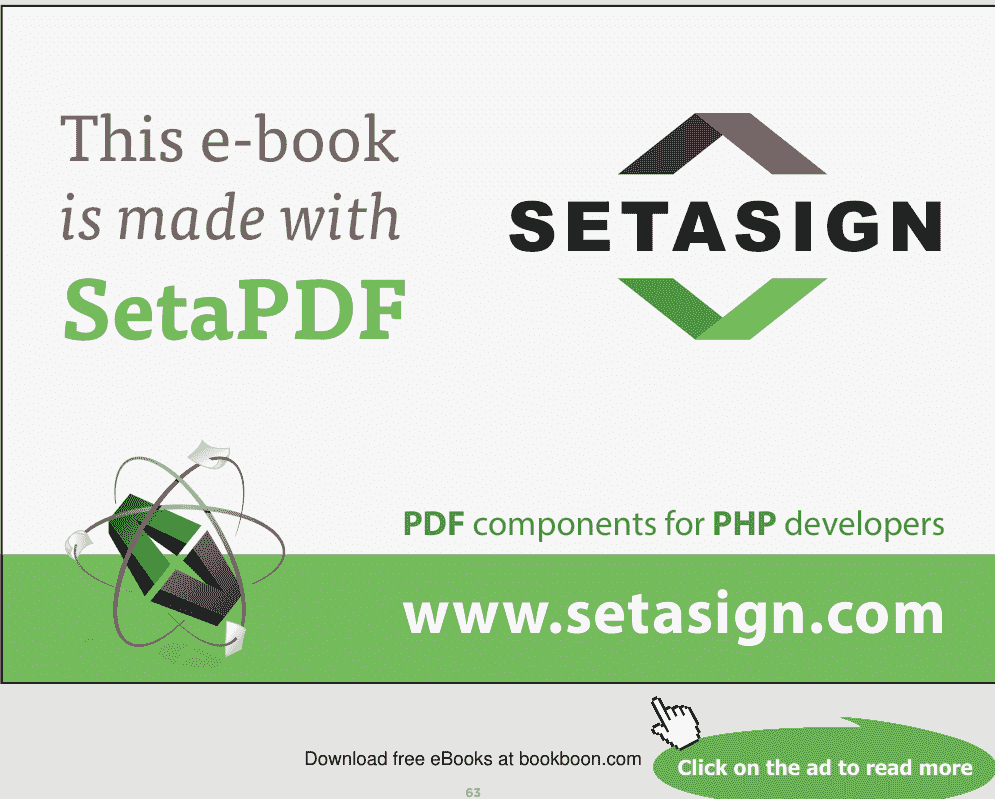 This e-book
is made with
SetaPDF
SETASIGN
PDF components for PHP developers
www.setasign.com
Download free eBooks at bookboon.com
Click on the ad to read more
63